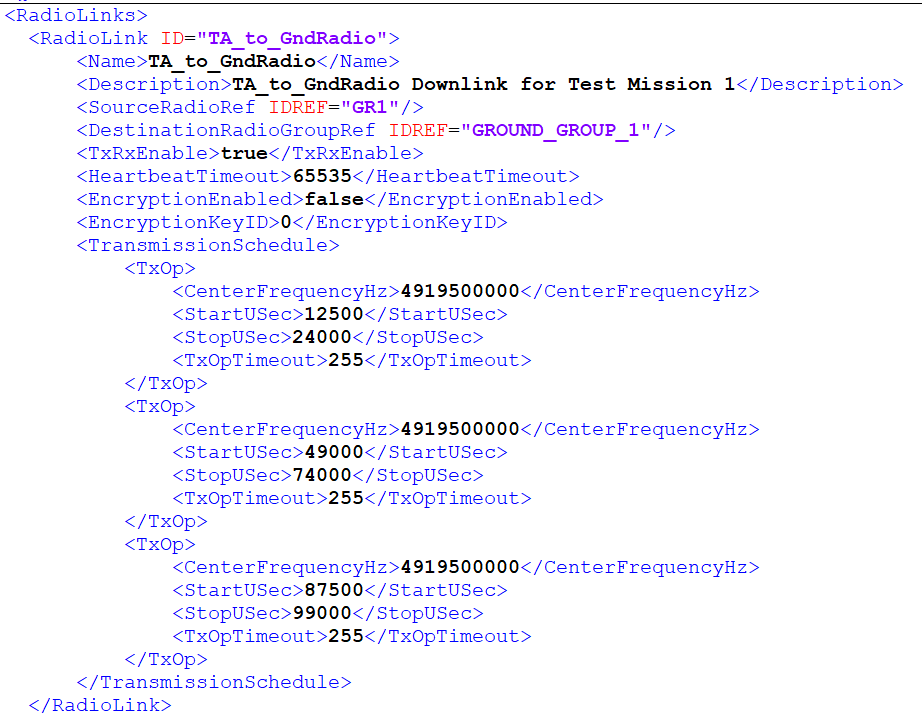 <RadioLinks>
<RadioLink ID="TA_to_GndRadio">
<Name>TA_to_GndRadio</Name>
<Description>TA_to_GndRadio Downlink for Test Mission 1</Description>
<SourceRadioRef IDREF="GR1"/>
<DestinationRadioGroupRef IDREF="GROUND_GROUP_1"/>
<TxRxEnable>true</TxRxEnable>
<HeartbeatTimeout>65535</HeartbeatTimeout>
<EncryptionEnabled>false</EncryptionEnabled>
<EncryptionKeyID>0</EncryptionKeyID>
<TransmissionSchedule>
<TxOp>
<CenterFrequencyHz>4919500000</CenterFrequencyHz>
<StartUSec>12500</StartUSec>
<StopUSec>24000</StopUSec>
<TxOpTimeout>255</TxOpTimeout>
</TxOp>
<TxOp>
<CenterFrequencyHz>4919500000</CenterFrequencyHz>
<StartUSec>49000</StartUSec>
<StopUSec>74000</StopUSec>
<TxOpTimeout>255</TxOpTimeout>
</TxOp>
<TxOp>
<CenterFrequencyHz>4919500000</CenterFrequencyHz>
<StartUSec>87500</StartUSec>
<StopUSec>99000</StopUSec>
<TxOpTimeout>255</TxOpTimeout>
</TxOp>
</TransmissionSchedule>
</RadioLink>